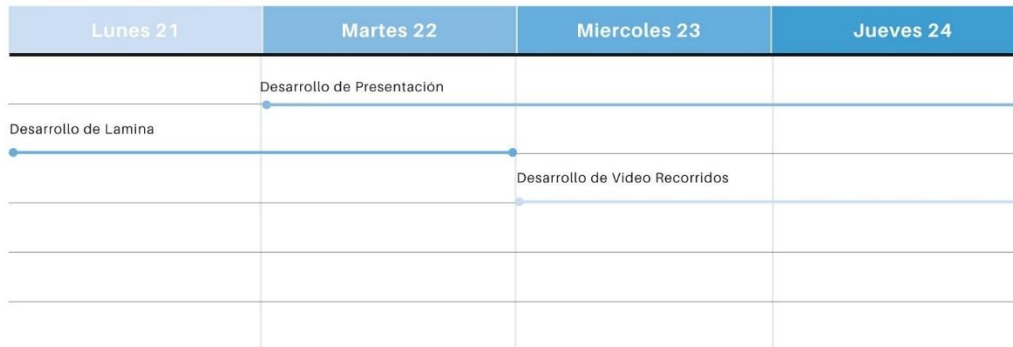 Lunes 21
Martes 22
Miercoles 23
Jueves 24
Desarrollo de Presentación
Desarrollo de Lamina
Desarrollo de Video Recorridos